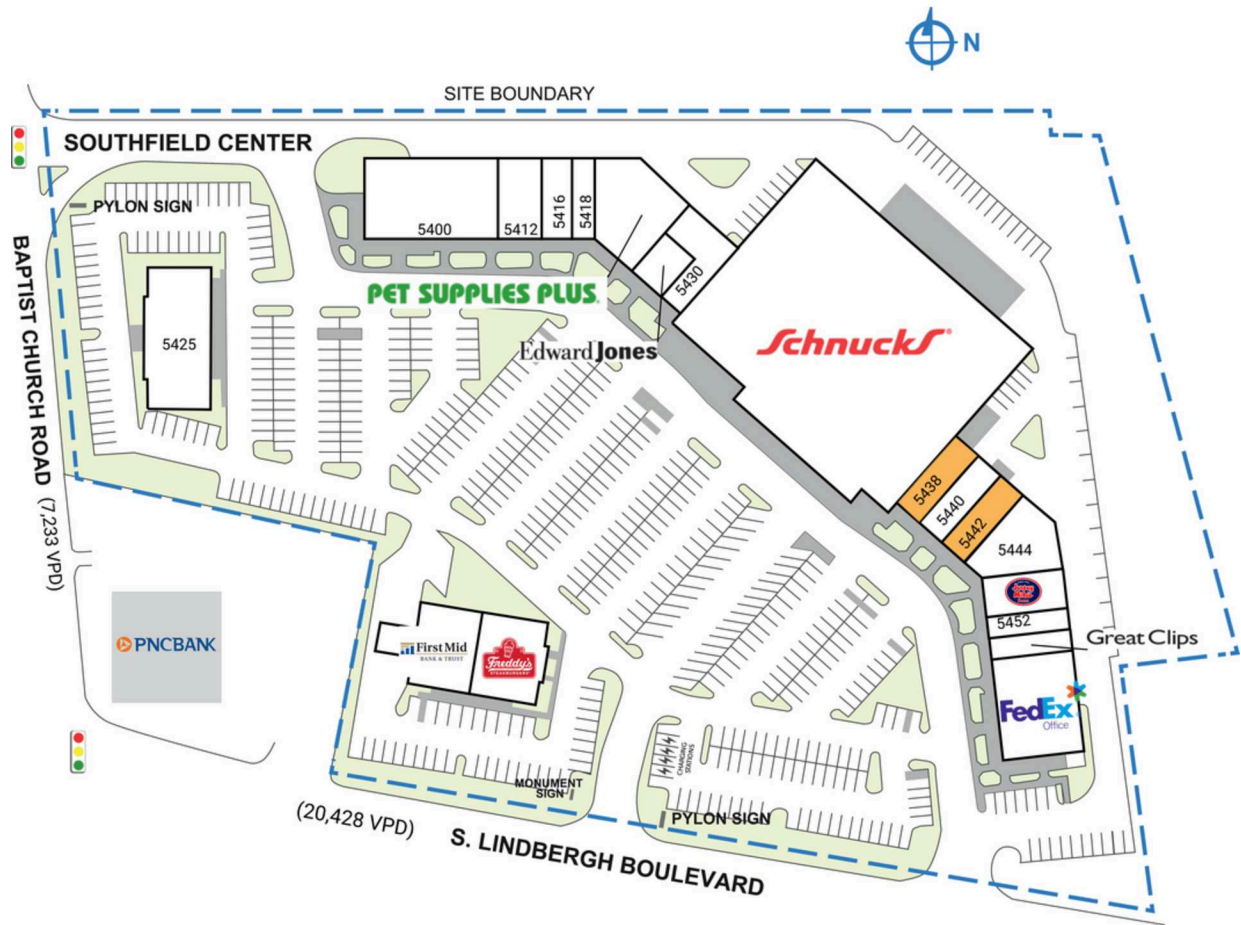 N
SITE BOUNDARY
SOUTHFIELD CENTER
PYLON SIGN
5400
5412
5416
5418
5430
PET SUPPLIES PLUS.
Edward Jones
Schnucks®
5425
BAPTIST CHURCH ROAD (7,233 VPD)
5438
5440
5442
5444
5452
Great Clips
FedEx
Office
PNCBANK
First Mid
BANK & TRUST
Freddy's
STEAKBURGERS
CHARGING
STATIONS
MONUMENT
SIGN
PYLON SIGN
(20,428 VPD)
S. LINDBERGH BOULEVARD